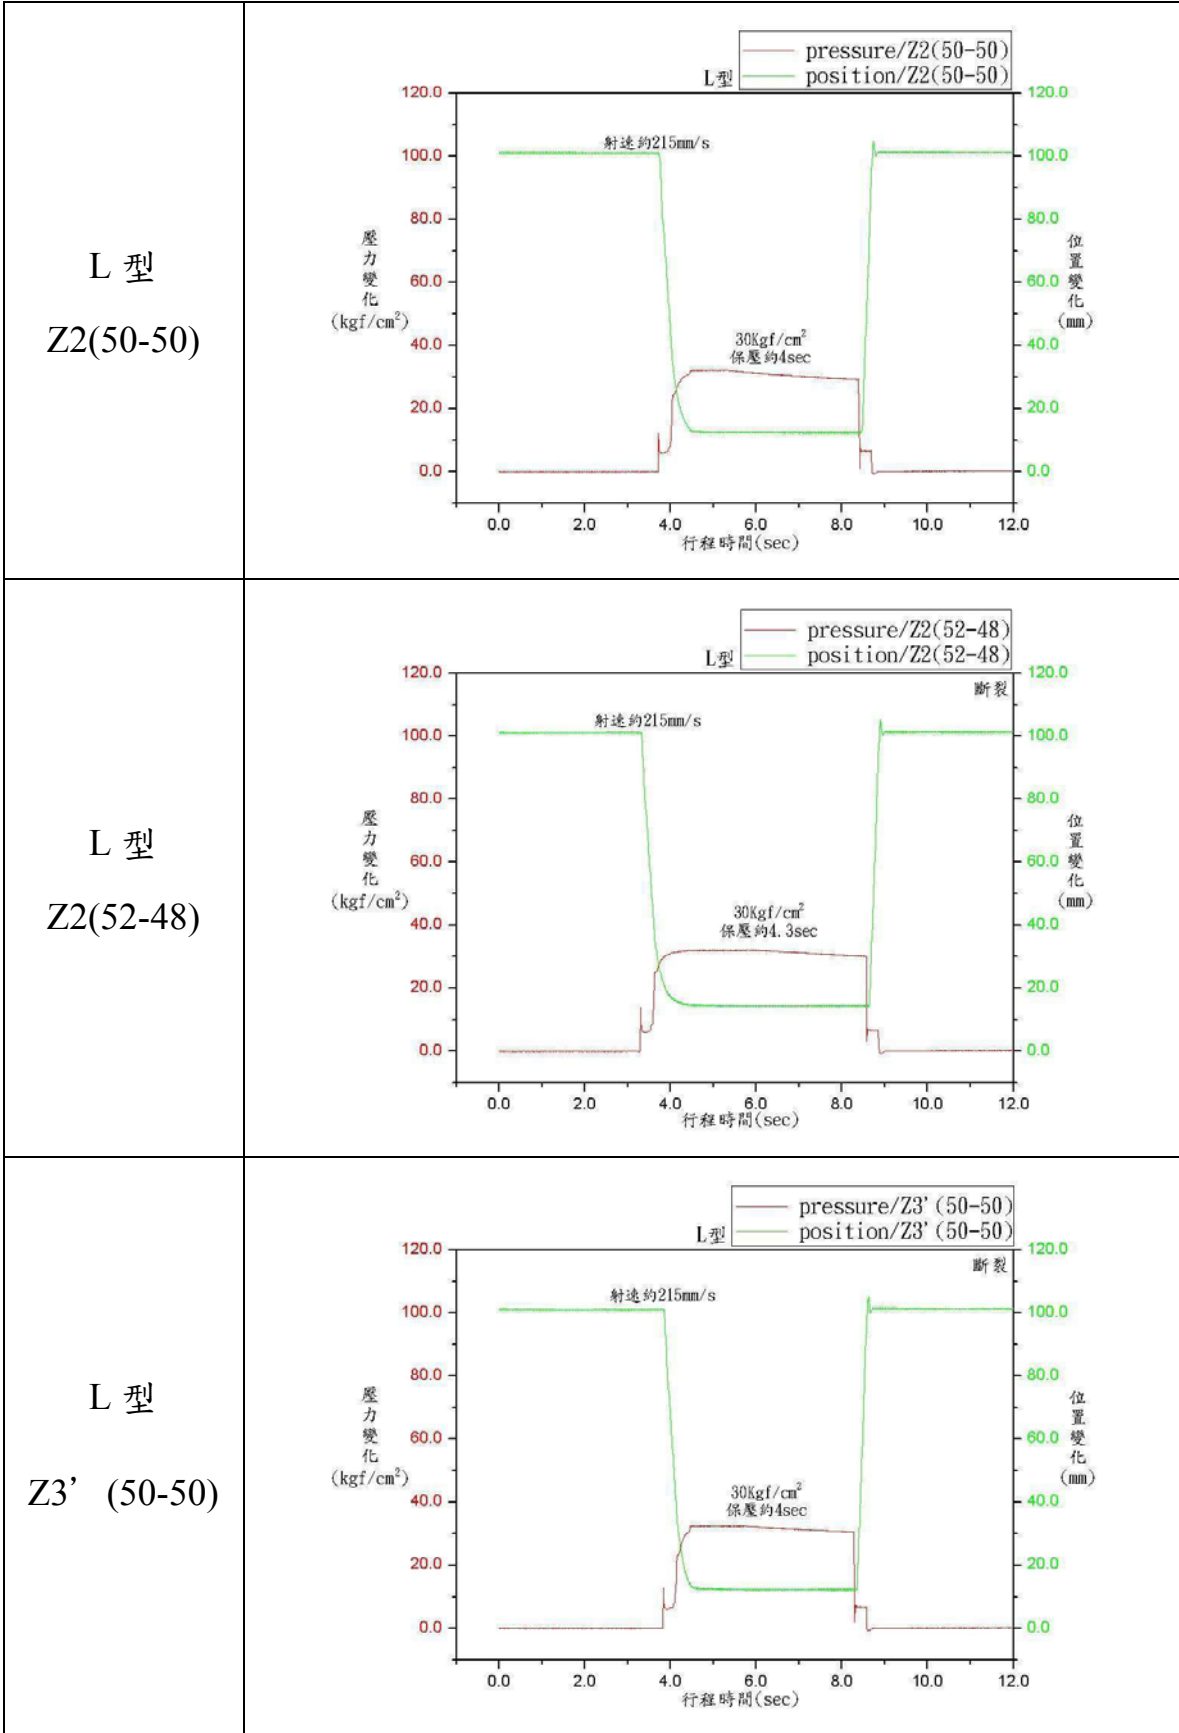 L 型
Z2(50-50)
pressure/Z2(50-50)
L型 position/Z2(50-50)
120.0 120.0
射速約215mm/s
100.0 100.0
80.0 80.0
壓力變化 位置變化
60.0 60.0
(kgf/cm²) (mm)
40.0 40.0
30Kgf/cm²
保壓約4sec
20.0 20.0
0.0 0.0
0.0 2.0 4.0 6.0 8.0 10.0 12.0
行程時間(sec)
L 型
Z2(52-48)
pressure/Z2(52-48)
L型 position/Z2(52-48)
120.0 120.0
斷裂
射速約215mm/s
100.0 100.0
80.0 80.0
壓力變化 位置變化
60.0 60.0
(kgf/cm²) (mm)
40.0 40.0
30Kgf/cm²
保壓約4.3sec
20.0 20.0
0.0 0.0
0.0 2.0 4.0 6.0 8.0 10.0 12.0
行程時間(sec)
L 型
Z3’ (50-50)
pressure/Z3'(50-50)
L型 position/Z3'(50-50)
120.0 120.0
斷裂
射速約215mm/s
100.0 100.0
80.0 80.0
壓力變化 位置變化
60.0 60.0
(kgf/cm²) (mm)
40.0 40.0
30Kgf/cm²
保壓約4sec
20.0 20.0
0.0 0.0
0.0 2.0 4.0 6.0 8.0 10.0 12.0
行程時間(sec)